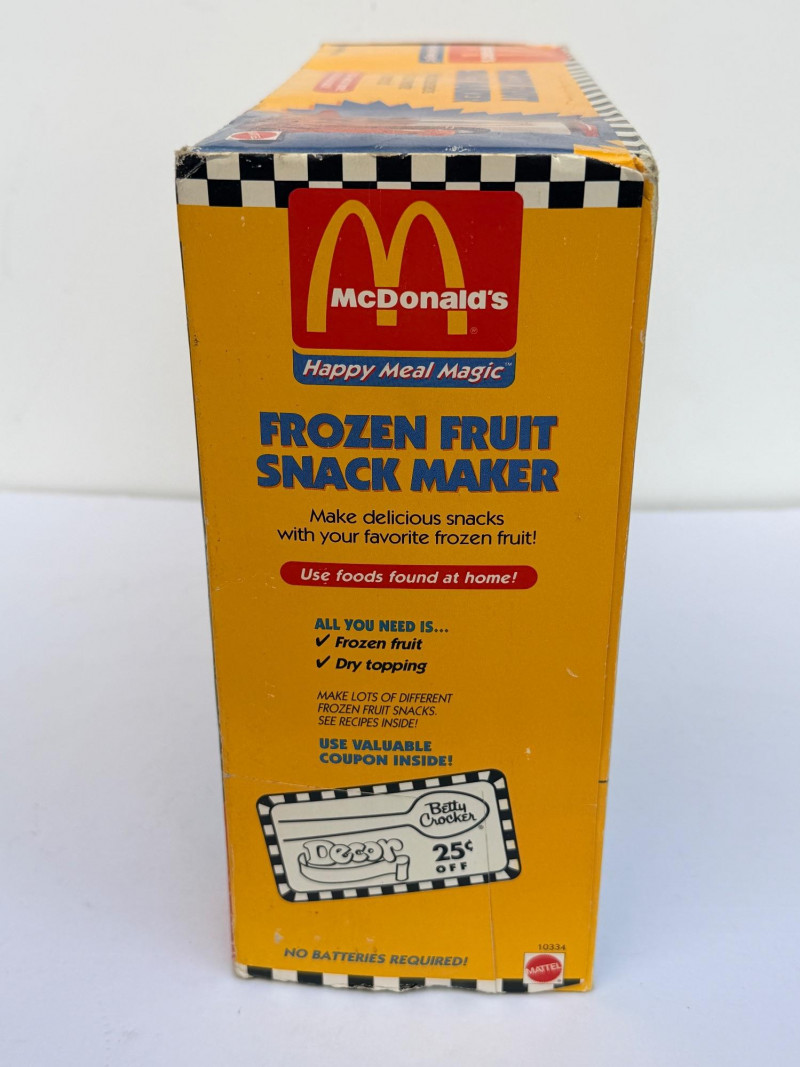 McDonald's
®
Happy Meal Magic™
FROZEN FRUIT
SNACK MAKER
Make delicious snacks
with your favorite frozen fruit!
Use foods found at home!
ALL YOU NEED IS...
✓ Frozen fruit
✓ Dry topping
MAKE LOTS OF DIFFERENT
FROZEN FRUIT SNACKS.
SEE RECIPES INSIDE!
USE VALUABLE
COUPON INSIDE!
Betty
Crocker®
Decor
25¢
OFF
NO BATTERIES REQUIRED!
10334
MATTEL